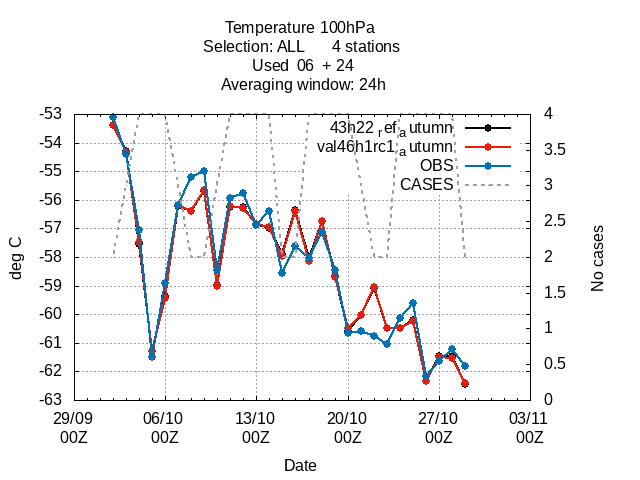 Temperature 100hPa
Selection: ALL 4 stations
Used 06 + 24
Averaging window: 24h
43h22_ref_autumn
val46h1rc1_autumn
OBS
CASES
deg C
-53
-54
-55
-56
-57
-58
-59
-60
-61
-62
-63
No cases
4
3.5
3
2.5
2
1.5
1
0.5
0
29/09 06/10 13/10 20/10 27/10 03/11
00Z 00Z 00Z 00Z 00Z 00Z
Date